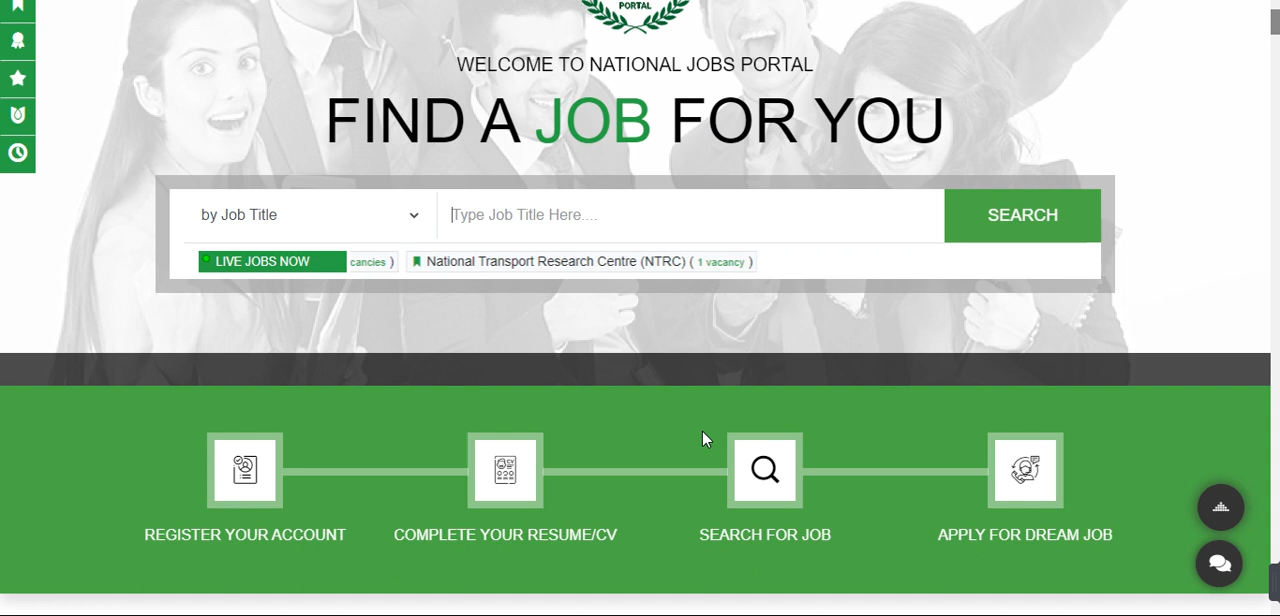 PORTAL
WELCOME TO NATIONAL JOBS PORTAL
FIND A JOB FOR YOU
by Job Title
Type Job Title Here....
SEARCH
LIVE JOBS NOW
cancies )
National Transport Research Centre (NTRC) ( 1 vacancy )
REGISTER YOUR ACCOUNT
COMPLETE YOUR RESUME/CV
SEARCH FOR JOB
APPLY FOR DREAM JOB